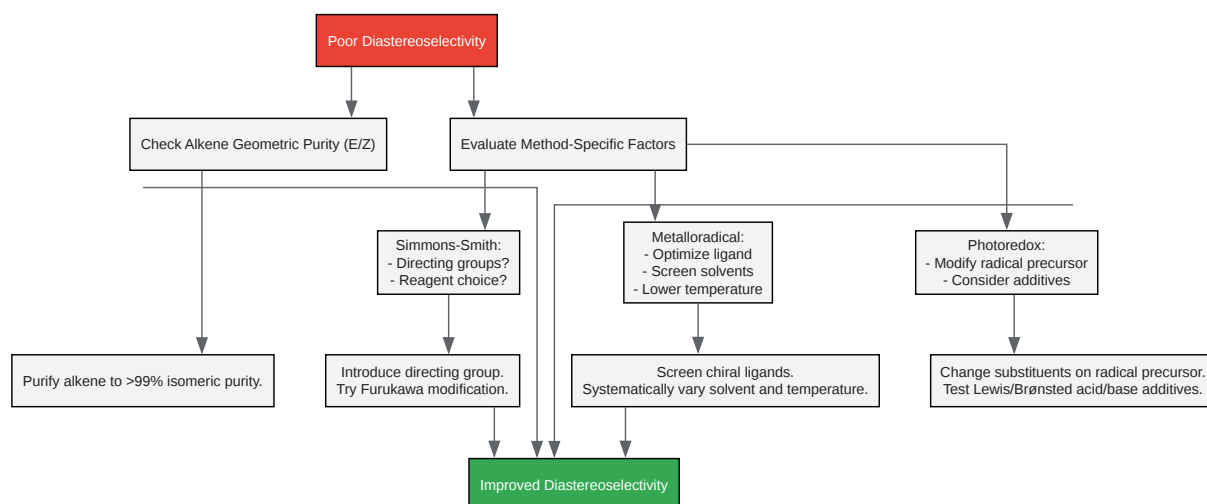 Poor Diastereoselectivity
Check Alkene Geometric Purity (E/Z)
Evaluate Method-Specific Factors
Simmons-Smith:
- Directing groups?
- Reagent choice?
Metalloradical:
- Optimize ligand
- Screen solvents
- Lower temperature
Photoredox:
- Modify radical precursor
- Consider additives
Purify alkene to >99% isomeric purity.
Introduce directing group.
Try Furukawa modification.
Screen chiral ligands.
Systematically vary solvent and temperature.
Change substituents on radical precursor.
Test Lewis/Brønsted acid/base additives.
Improved Diastereoselectivity